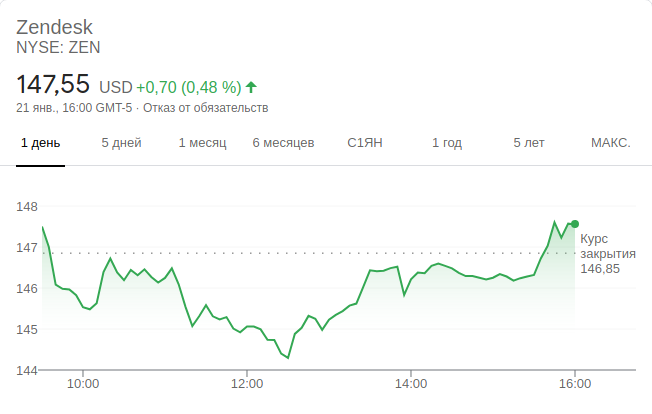 Zendesk
NYSE: ZEN
147,55 USD +0,70 (0,48 %)
21 янв., 16:00 GMT-5 · Отказ от обязательств
1 день 5 дней 1 месяц 6 месяцев С1ЯН 1 год 5 лет МАКС.
148
147
146
145
144
Курс
закрытия
146,85
10:00 12:00 14:00 16:00